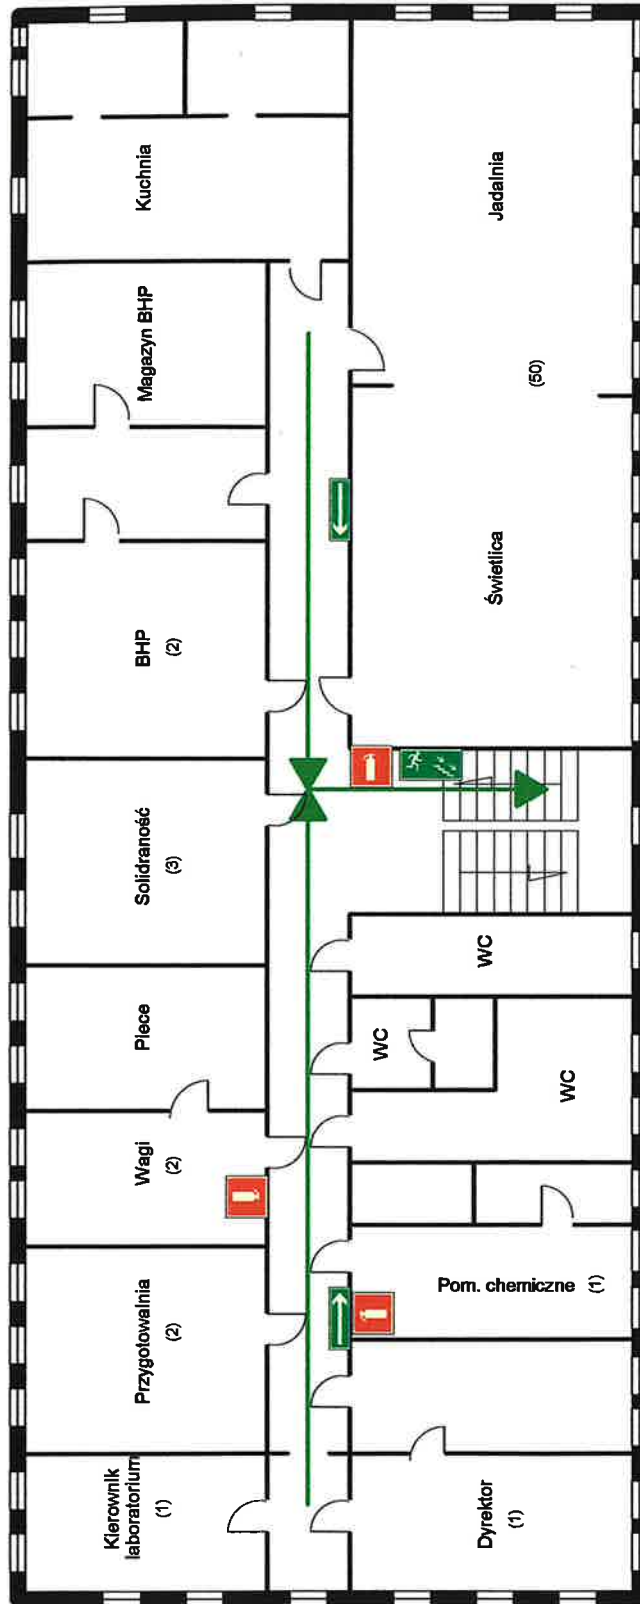 Kierownik
laboratorium
(1)
Przygotowalnia
(2)
Wagi
(2)
Piece
Solidraność
(3)
BHP
(2)
Magazyn BHP
Kuchnia
Dyrektor
(1)
Pom. chemiczne (1)
WC
WC
WC
Świetlica
(50)
Jadalnia